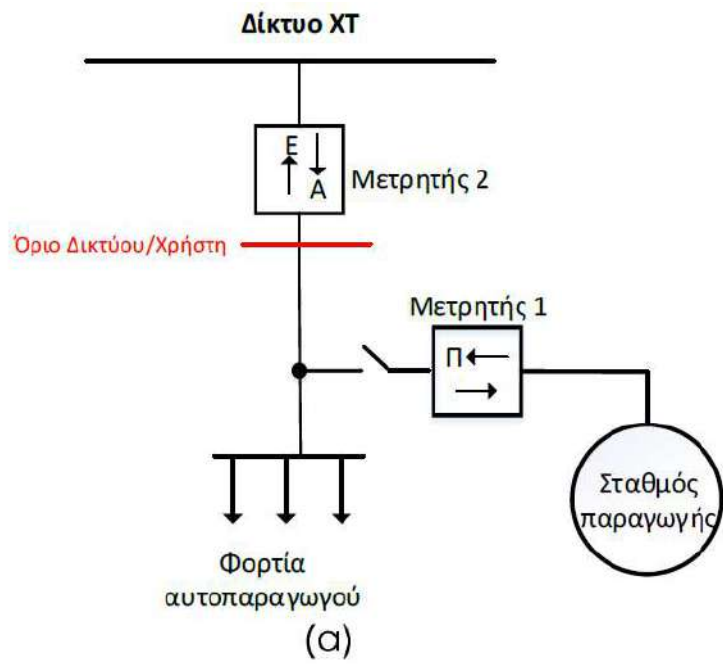 Δίκτυο ΧΤ
Ε
Α
Μετρητής 2
Όριο Δικτύου/Χρήστη
Μετρητής 1
Π
Σταθμός
παραγωγής
Φορτία
αυτοπαραγωγού
(α)